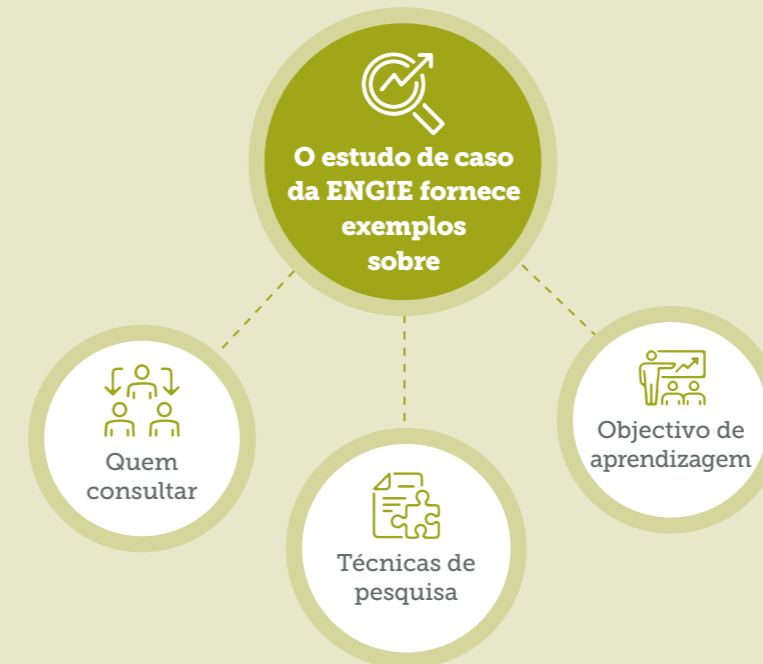 O estudo de caso
da ENGIE fornece
exemplos
sobre
Quem
consultar
Técnicas de
pesquisa
Objectivo de
aprendizagem